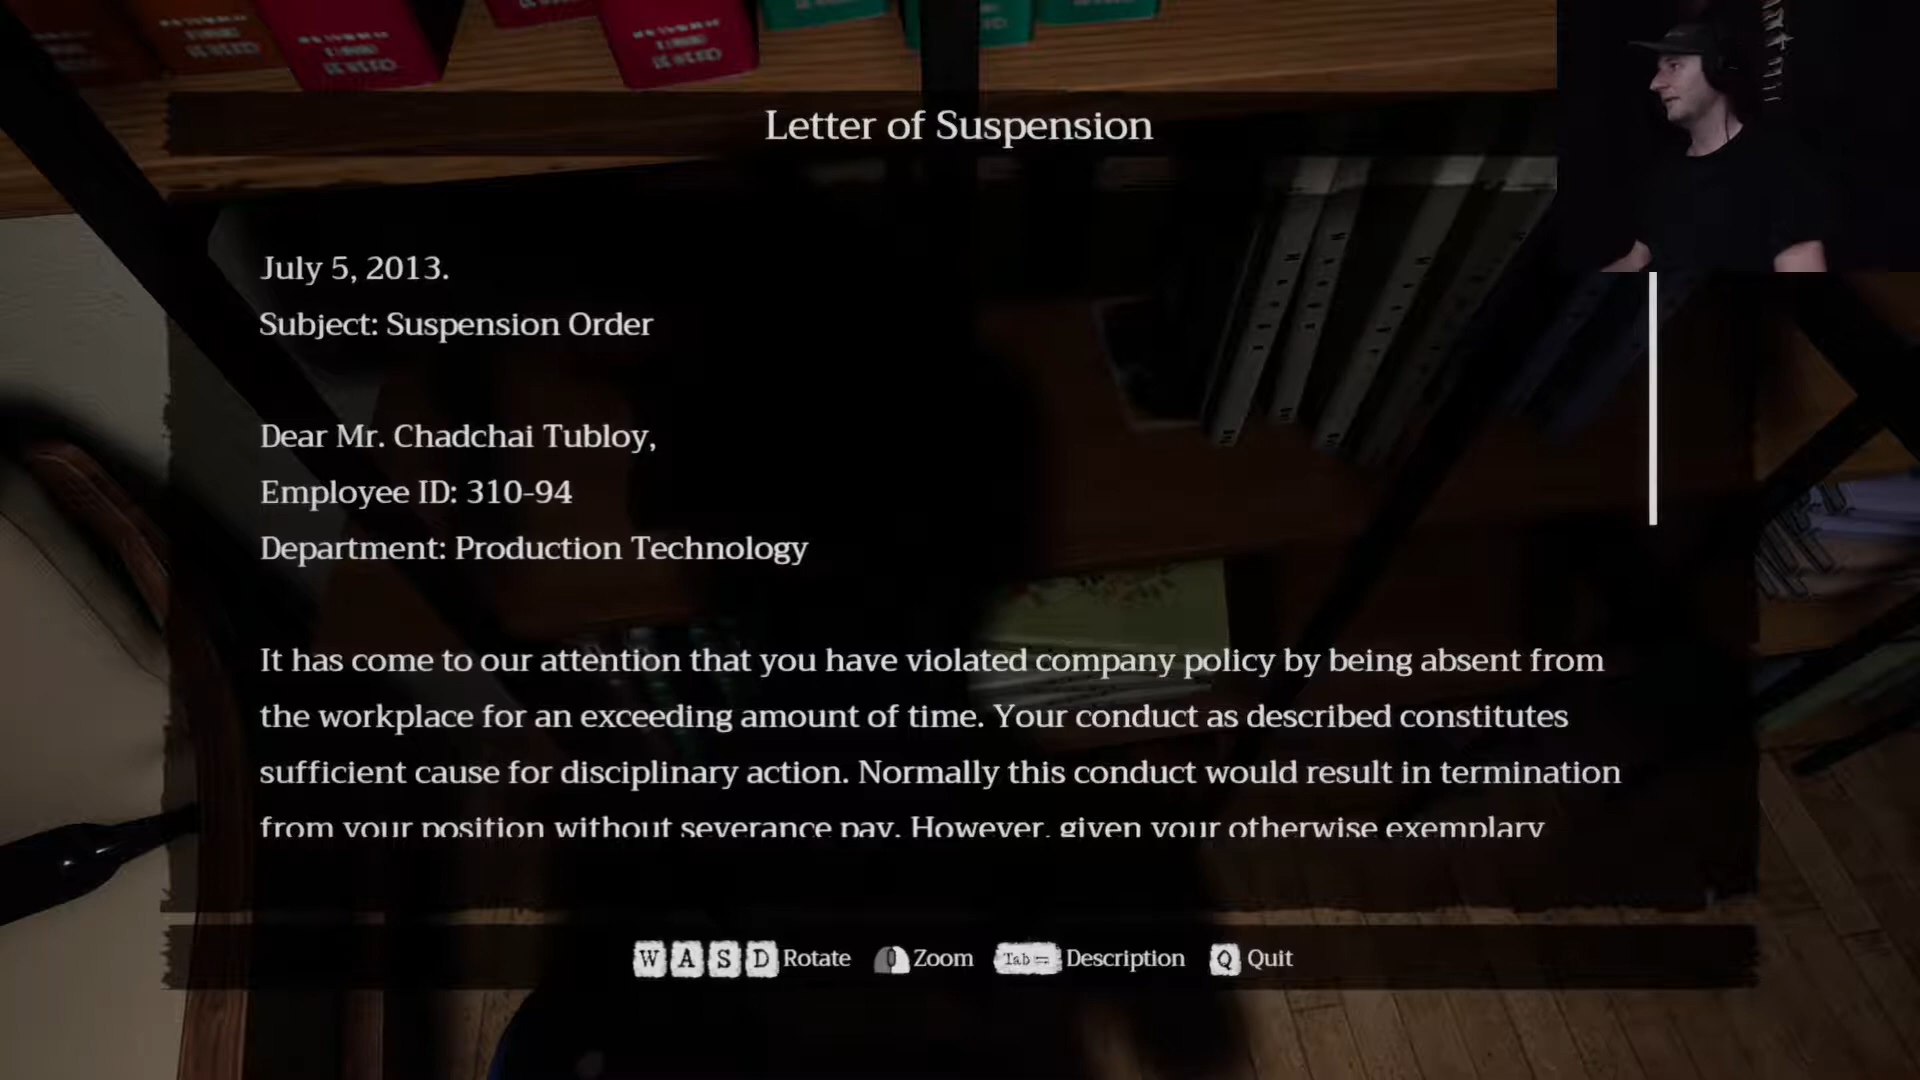 Letter of Suspension
July 5, 2013.
Subject: Suspension Order
Dear Mr. Chadchai Tubloy,
Employee ID: 310-94
Department: Production Technology
It has come to our attention that you have violated company policy by being absent from
the workplace for an exceeding amount of time. Your conduct as described constitutes
sufficient cause for disciplinary action. Normally this conduct would result in termination
from your position without severance pay. However, given your otherwise exemplary
W A S D Rotate Zoom Tab Description Q Quit